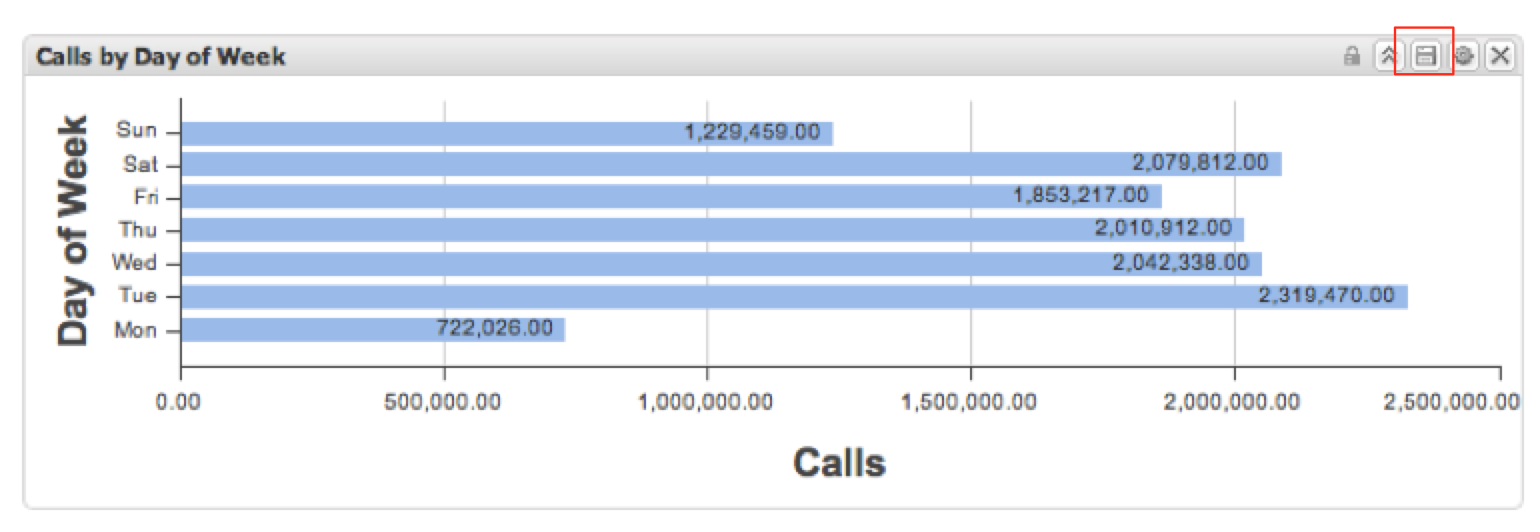 Calls by Day of Week
Day of Week
Sun 1,229,459.00
Sat 2,079,812.00
Fri 1,853,217.00
Thu 2,010,912.00
Wed 2,042,338.00
Tue 2,319,470.00
Mon 722,026.00
0.00 500,000.00 1,000,000.00 1,500,000.00 2,000,000.00 2,500,000.00
Calls